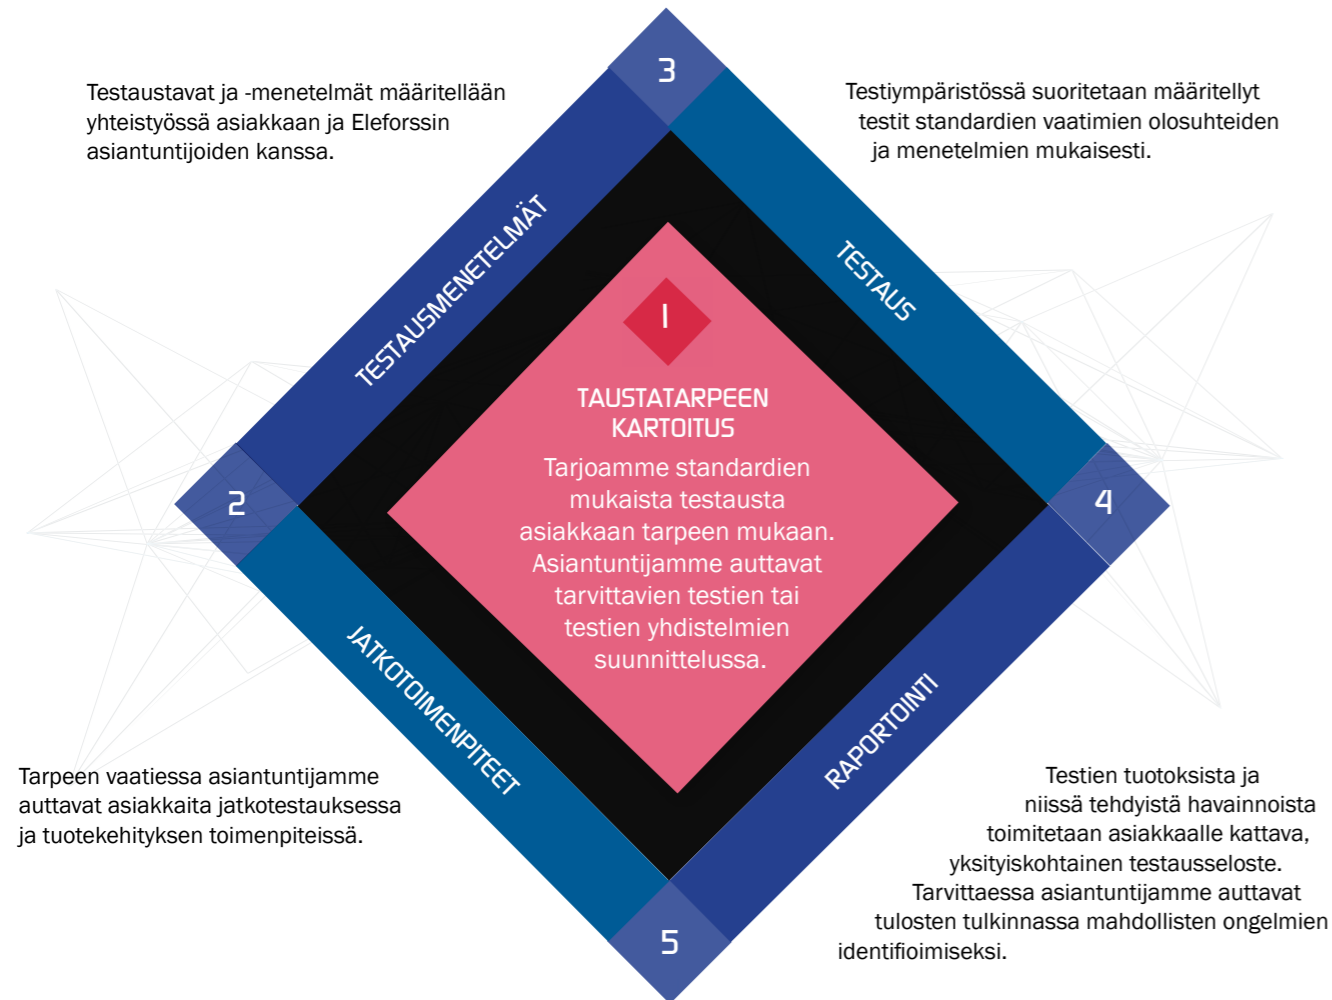 3
Testaustavat ja -menetelmät määritellään
yhteistyössä asiakkaan ja Eleforssin
asiantuntijoiden kanssa.
Testiympäristössä suoritetaan määritellyt
testit standardien vaatimien olosuhteiden
ja menetelmien mukaisesti.
TESTAUSMENETELMÄT
TESTAUS
1
TAUSTATARPEEN
KARTOITUS
Tarjoamme standardien
mukaista testausta
asiakkaan tarpeen mukaan.
Asiantuntijamme auttavat
tarvittavien testien tai
testien yhdistelmien
suunnittelussa.
2
4
JATKOTOIMENPITEET
RAPORTOINTI
Tarpeen vaatiessa asiantuntijamme
auttavat asiakkaita jatkotestauksessa
ja tuotekehityksen toimenpiteissä.
Testien tuotoksista ja
niissä tehdyistä havainnoista
toimitetaan asiakkaalle kattava,
yksityiskohtainen testausseloste.
Tarvittaessa asiantuntijamme auttavat
tulosten tulkinnassa mahdollisten ongelmien
identifioimiseksi.
5